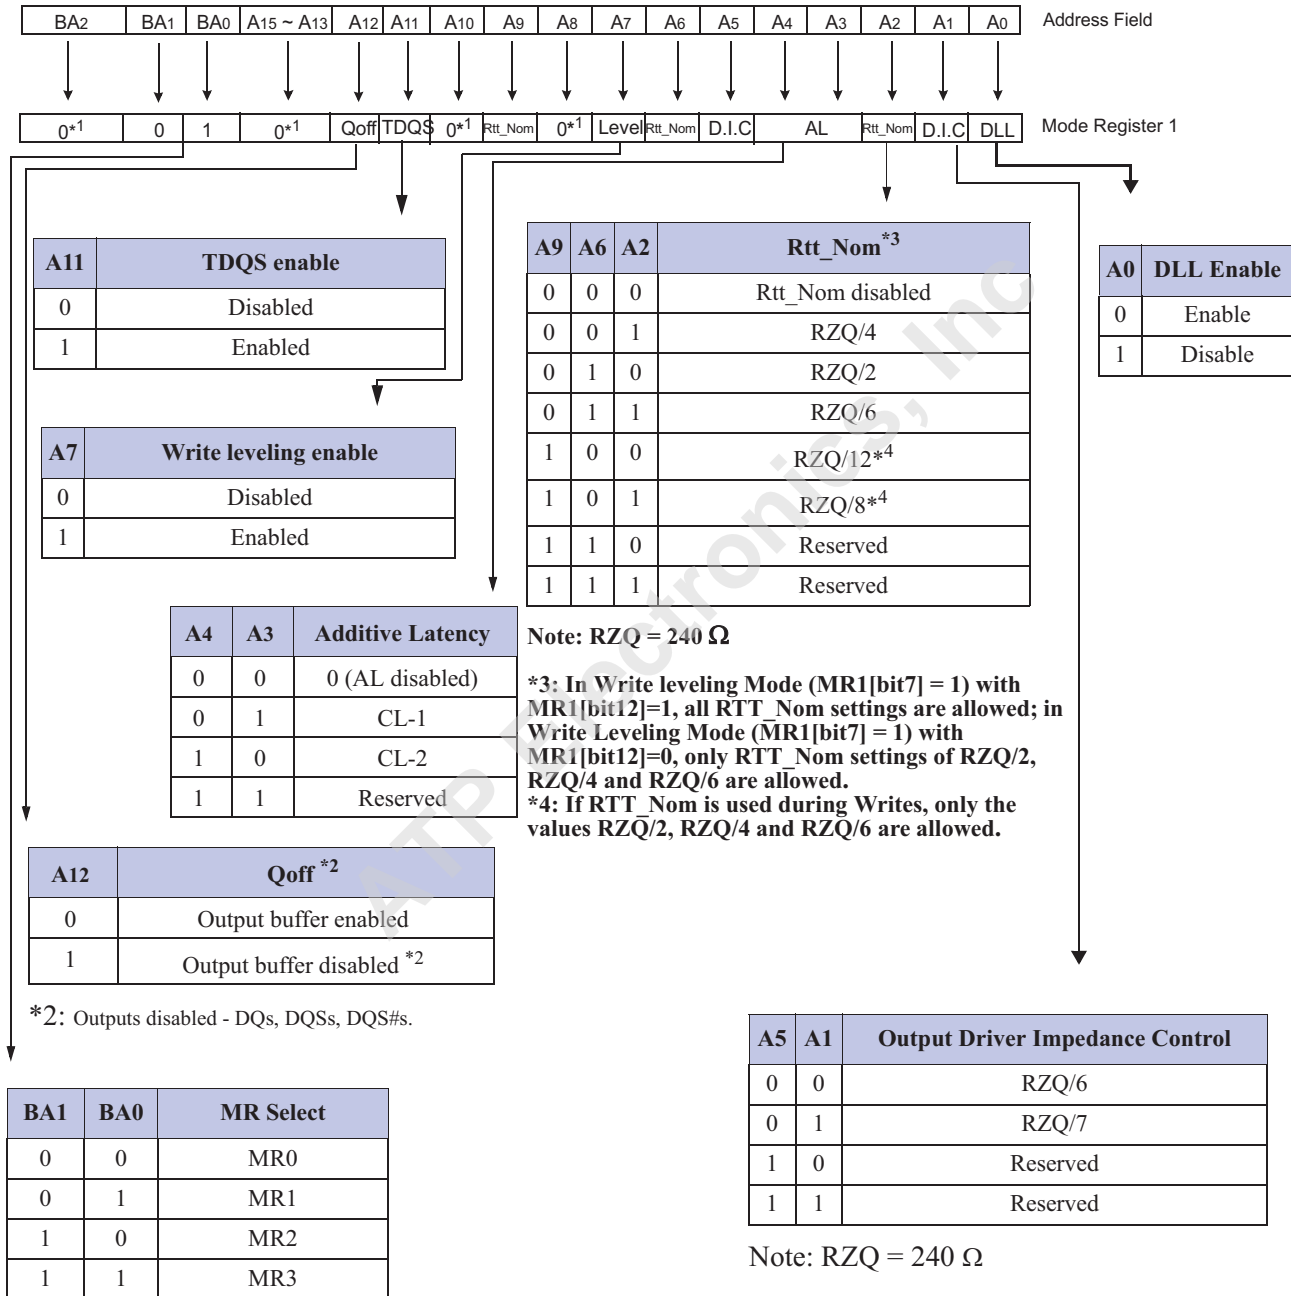 BA2 BA1 BA0 A15 ~ A13 A12 A11 A10 A9 A8 A7 A6 A5 A4 A3 A2 A1 A0 Address Field
0*1 0 1 0*1 Qoff TDQS 0*1 Rtt_Nom 0*1 Level Rtt_Nom D.I.C AL Rtt_Nom D.I.C DLL Mode Register 1
A11 TDQS enable
0 Disabled
1 Enabled
A9 A6 A2 Rtt_Nom*3
0 0 0 Rtt_Nom disabled
0 0 1 RZQ/4
0 1 0 RZQ/2
0 1 1 RZQ/6
1 0 0 RZQ/12*4
1 0 1 RZQ/8*4
1 1 0 Reserved
1 1 1 Reserved
A0 DLL Enable
0 Enable
1 Disable
A7 Write leveling enable
0 Disabled
1 Enabled
A4 A3 Additive Latency
0 0 0 (AL disabled)
0 1 CL-1
1 0 CL-2
1 1 Reserved
Note: RZQ = 240 Ω
*3: In Write leveling Mode (MR1[bit7] = 1) with
MR1[bit12]=1, all RTT_Nom settings are allowed; in
Write Leveling Mode (MR1[bit7] = 1) with
MR1[bit12]=0, only RTT_Nom settings of RZQ/2,
RZQ/4 and RZQ/6 are allowed.
*4: If RTT_Nom is used during Writes, only the
values RZQ/2, RZQ/4 and RZQ/6 are allowed.
A12 Qoff *2
0 Output buffer enabled
1 Output buffer disabled *2
*2: Outputs disabled - DQs, DQSs, DQS#s.
BA1 BA0 MR Select
0 0 MR0
0 1 MR1
1 0 MR2
1 1 MR3
A5 A1 Output Driver Impedance Control
0 0 RZQ/6
0 1 RZQ/7
1 0 Reserved
1 1 Reserved
Note: RZQ = 240 Ω
ATP Electronics, Inc